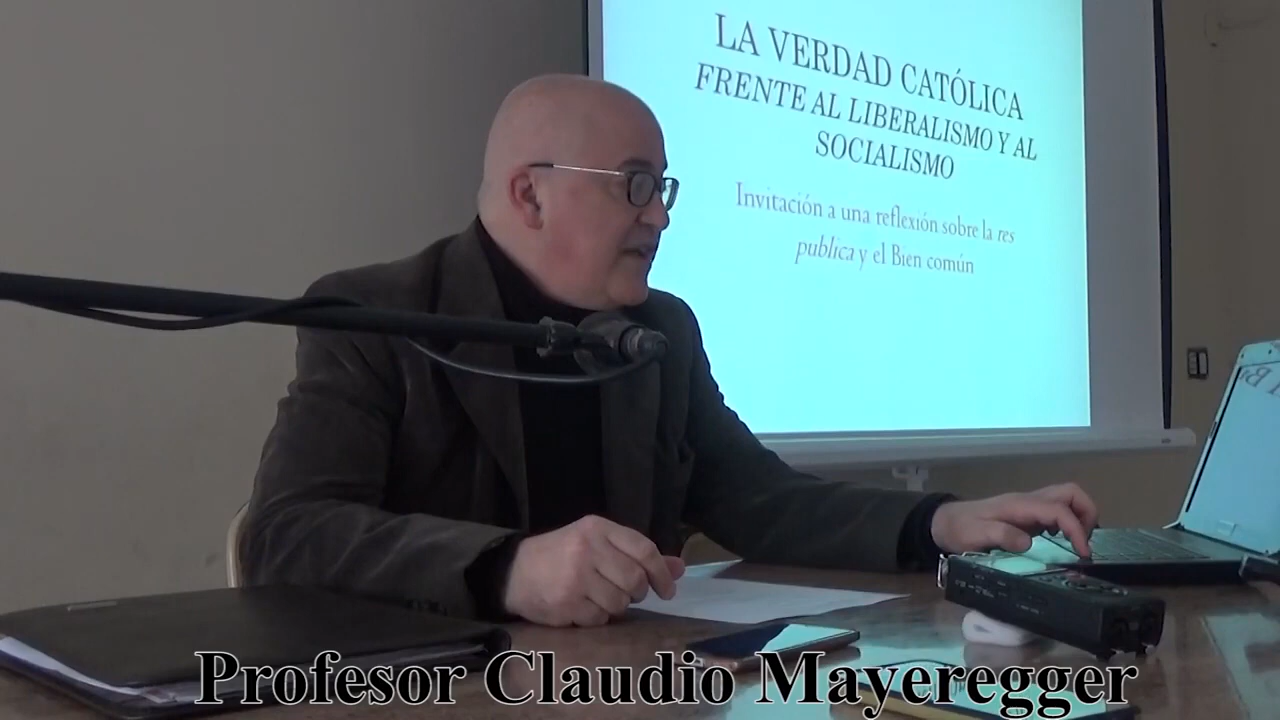 LA VERDAD CATÓLICA
FRENTE AL LIBERALISMO Y AL
SOCIALISMO
Invitación a una reflexión sobre la res
publica y el Bien común
Profesor Claudio Mayeregger